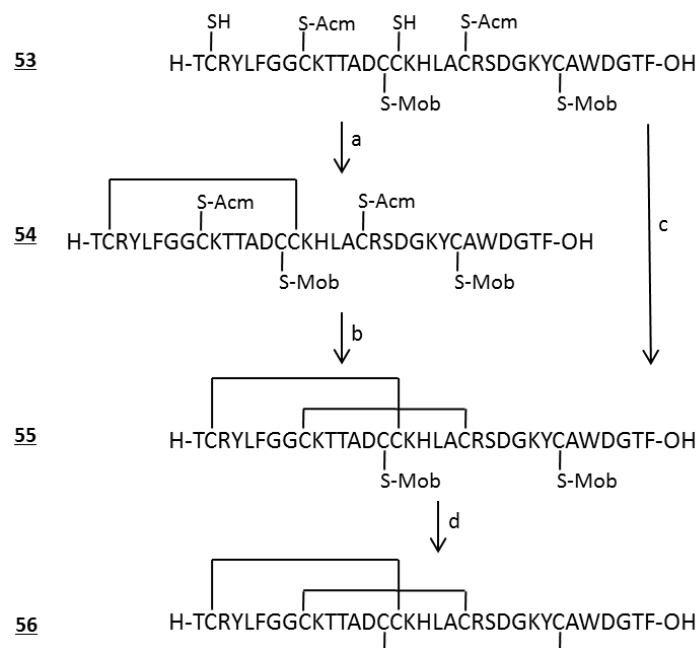 SH S-Acm SH S-Acm
53 H-TCRYLFGGCKTTADCCKHLACRSDGKYCAWDGTF-OH
S-Mob S-Mob
a
S-Acm S-Acm
54 H-TCRYLFGGCKTTADCCKHLACRSDGKYCAWDGTF-OH
c
S-Mob S-Mob
b
55 H-TCRYLFGGCKTTADCCKHLACRSDGKYCAWDGTF-OH
S-Mob S-Mob
d
56 H-TCRYLFGGCKTTADCCKHLACRSDGKYCAWDGTF-OH